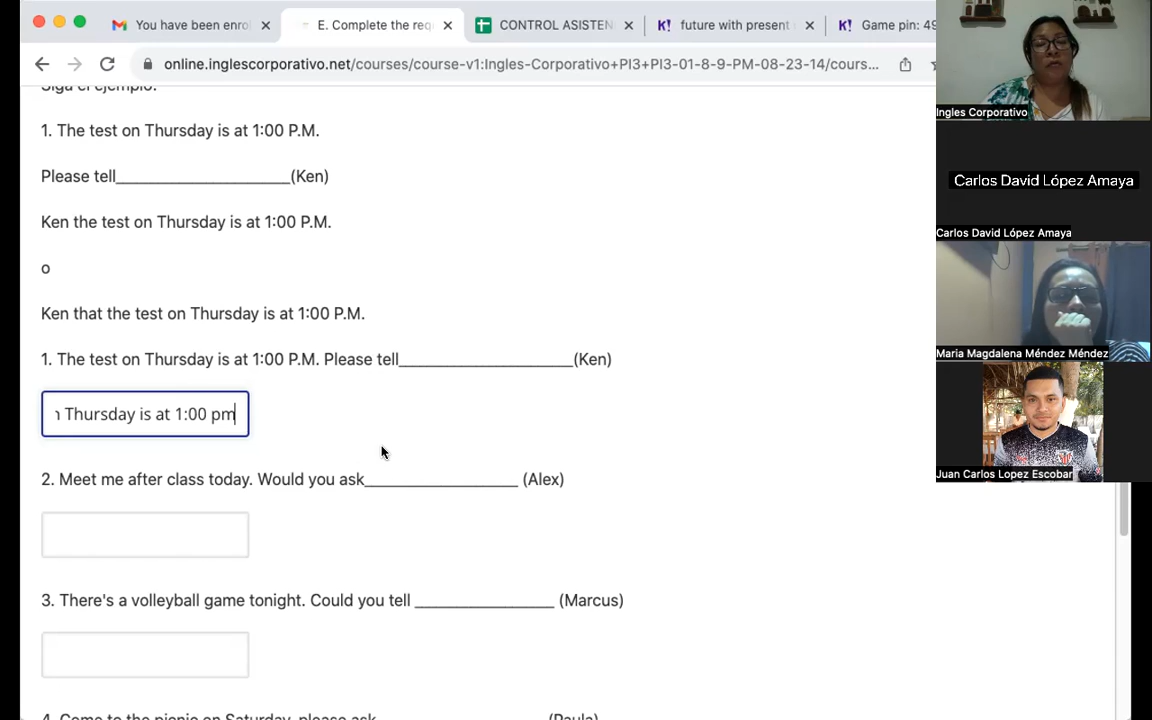 You have been enro
E. Complete the req
CONTROL ASISTEN
K! future with present
K! Game pin: 49
online.inglescorporativo.net/courses/course-v1:Ingles-Corporativo+PI3+PI3-01-8-9-PM-08-23-14/cours...
Siga el ejemplo.
1. The test on Thursday is at 1:00 P.M.
Please tell____________________(Ken)
Ken the test on Thursday is at 1:00 P.M.
o
Ken that the test on Thursday is at 1:00 P.M.
1. The test on Thursday is at 1:00 P.M. Please tell____________________(Ken)
Thursday is at 1:00 pm
2. Meet me after class today. Would you ask__________________ (Alex)
3. There's a volleyball game tonight. Could you tell ________________ (Marcus)
4. Come to the picnic on Saturday, please ask____________________ (Paula)
Ingles Corporativo
Carlos David López Amaya
Carlos David López Amaya
Maria Magdalena Méndez Méndez
Juan Carlos Lopez Escobar